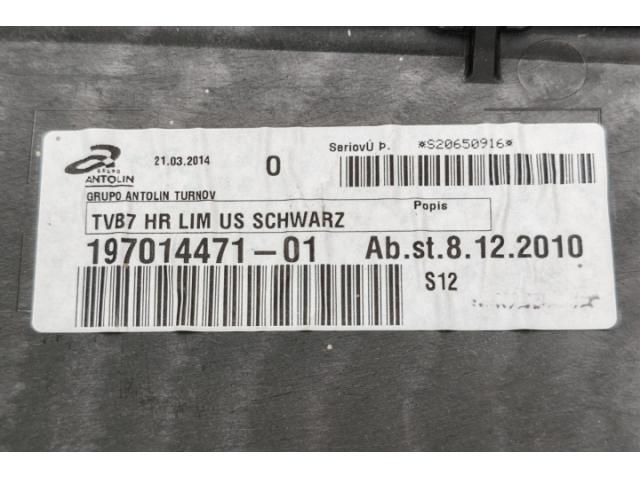 GRUPO
ANTOLIN
21.03.2014
0
SeriovÚ Þ. *S20650916*
GRUPO ANTOLIN TURNOV
Popis
TVB7 HR LIM US SCHWARZ
197014471-01 Ab.st.8.12.2010
S12